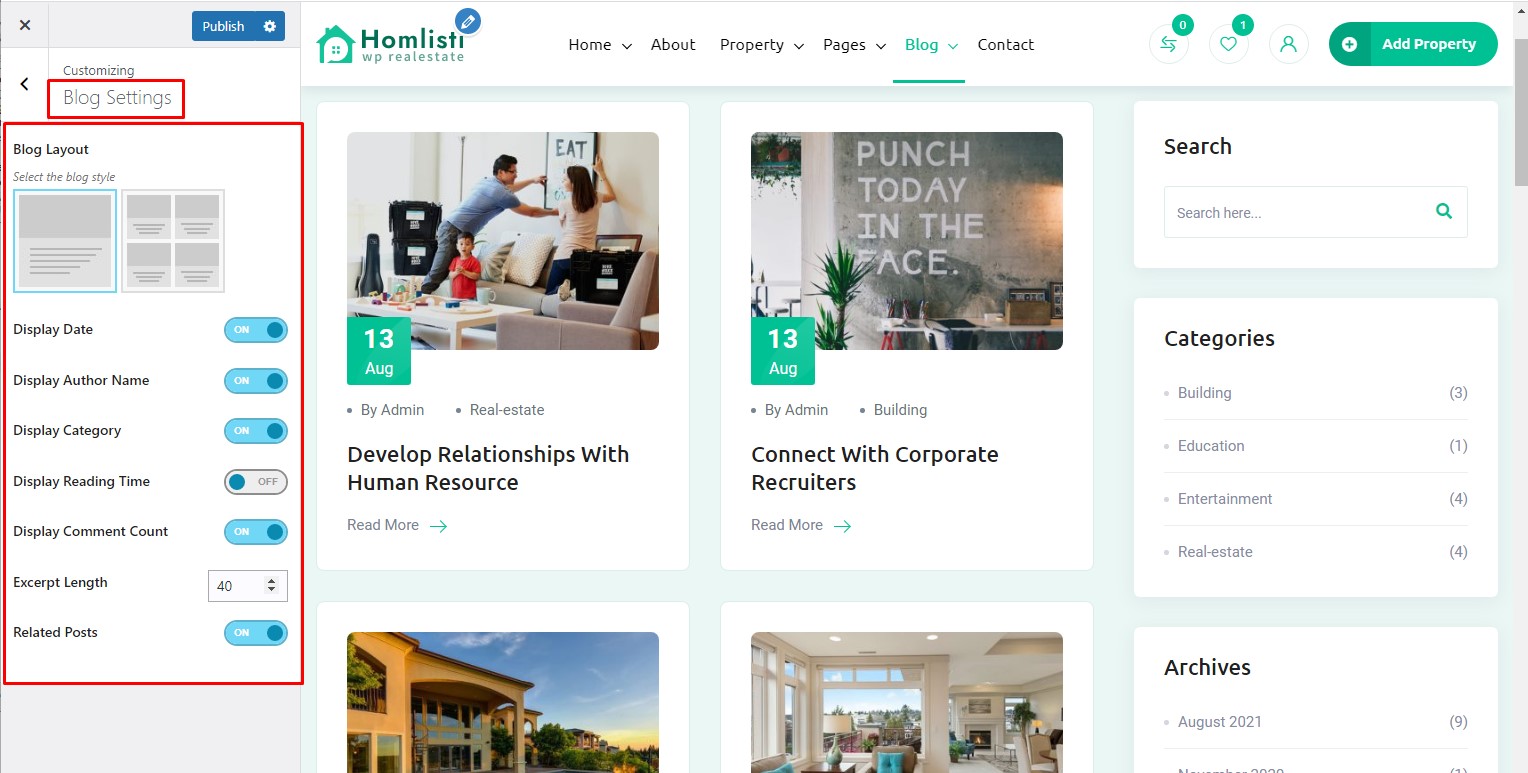 Publish
Customizing
Blog Settings
Blog Layout
Select the blog style
Display Date
ON
Display Author Name
ON
Display Category
ON
Display Reading Time
OFF
Display Comment Count
ON
Excerpt Length
40
Related Posts
ON
Homlisti
wp realestate
Home
About
Property
Pages
Blog
Contact
0
1
Add Property
EAT
13
Aug
By Admin
Real-estate
Develop Relationships With
Human Resource
Read More
PUNCH
TODAY
IN THE
FACE.
13
Aug
By Admin
Building
Connect With Corporate
Recruiters
Read More
Search
Search here...
Categories
Building (3)
Education (1)
Entertainment (4)
Real-estate (4)
Archives
August 2021 (9)
November 2020 (1)